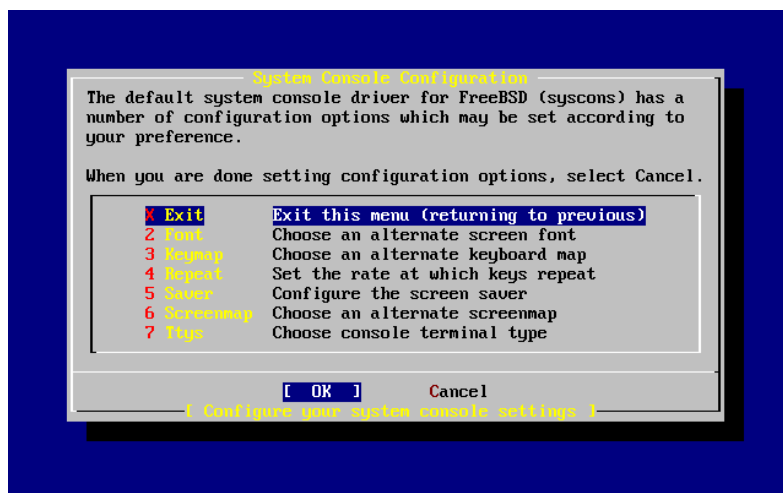 System Console Configuration
The default system console driver for FreeBSD (syscons) has a
number of configuration options which may be set according to
your preference.
When you are done setting configuration options, select Cancel.
X Exit Exit this menu (returning to previous)
2 Font Choose an alternate screen font
3 Keymap Choose an alternate keyboard map
4 Repeat Set the rate at which keys repeat
5 Saver Configure the screen saver
6 Screenmap Choose an alternate screenmap
7 Ttys Choose console terminal type
[ OK ] Cancel
[ Configure your system console settings ]